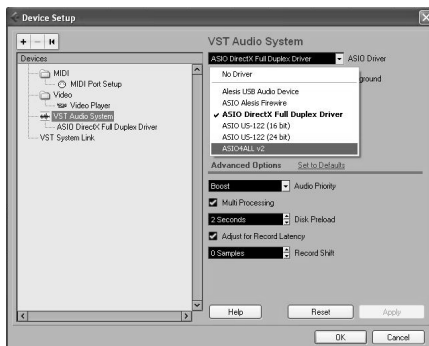 Device Setup
Devices
MIDI
MIDI Port Setup
Video
Video Player
VST Audio System
ASIO DirectX Full Duplex Driver
VST System Link
VST Audio System
ASIO DirectX Full Duplex Driver
ASIO Driver
No Driver
Alesis USB Audio Device
ASIO Alesis Firewire
ASIO DirectX Full Duplex Driver
ASIO US-122 (16 bit)
ASIO US-122 (24 bit)
ASIO4ALL v2
ground
Advanced Options
Set to Defaults
Boost
Audio Priority
Multi Processing
2 Seconds
Disk Preload
Adjust for Record Latency
0 Samples
Record Shift
Help
Reset
Apply
OK
Cancel